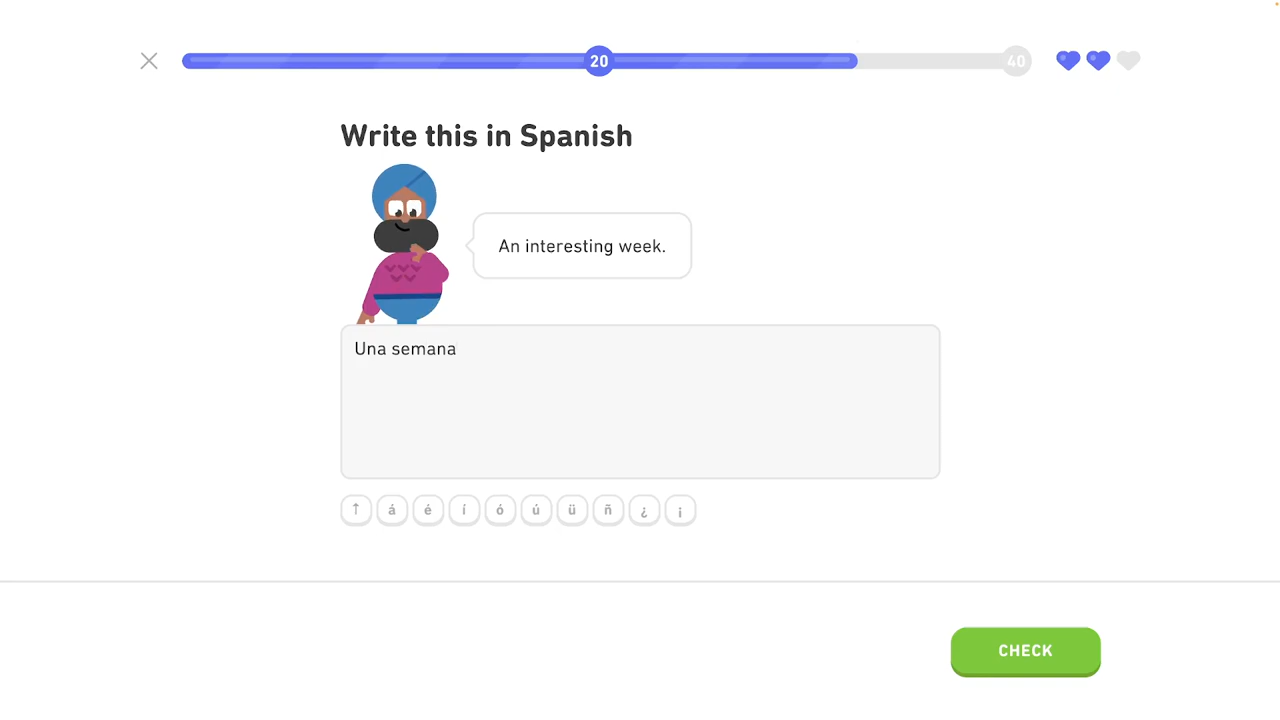 20
40
Write this in Spanish
An interesting week.
Una semana
↑ á é í ó ú ü ñ ¿ ¡
CHECK